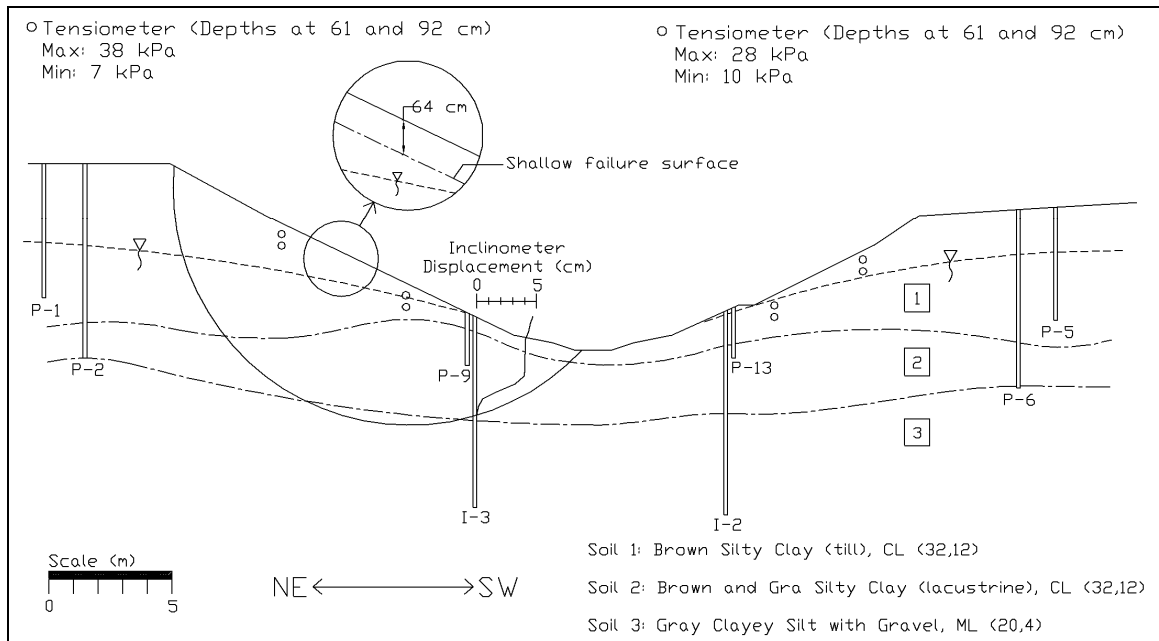 Tensiometer (Depths at 61 and 92 cm)
Max: 38 kPa
Min: 7 kPa
Tensiometer (Depths at 61 and 92 cm)
Max: 28 kPa
Min: 10 kPa
64 cm
Shallow failure surface
Inclinometer
Displacement (cm)
0 5
P-1
P-2
P-9
I-3
P-13
I-2
P-6
P-5
1
2
3
Scale (m)
0 5
NE SW
Soil 1: Brown Silty Clay (till), CL (32,12)
Soil 2: Brown and Gra Silty Clay (lacustrine), CL (32,12)
Soil 3: Gray Clayey Silt with Gravel, ML (20,4)